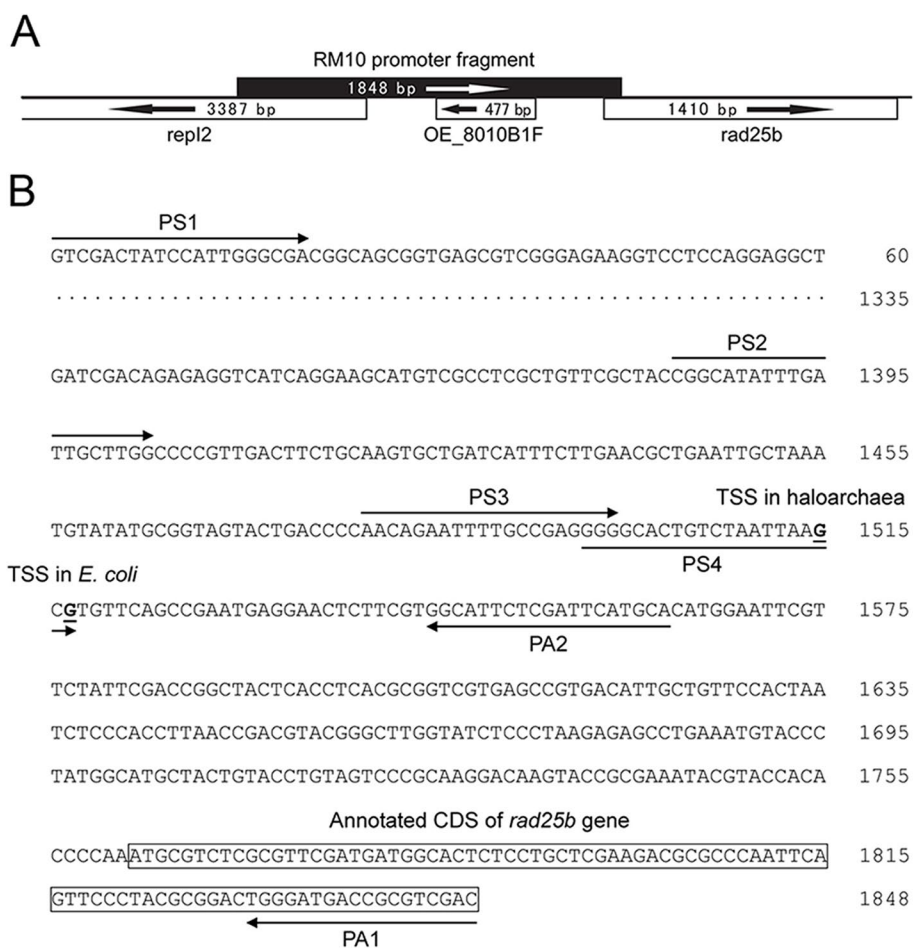 A
RM10 promoter fragment
1848 bp
3387 bp
477 bp
1410 bp
repI2
OE_8010B1F
rad25b
B
PS1
GTCGACTATCCATTGGGCGACGGCAGCGGTGAGCGTCGGGAGAAGGTCCTCCAGGAGGCT 60
............................................................ 1335
PS2
GATCGACAGAGAGGTCATCAGGAAGCATGTCGCCTCGCTGTTCGCTACCGGCATATTTGA 1395
TTGCTTGGCCCCGTTGACTTCTGCAAGTGCTGATCATTTCTTGAACGCTGAATTGCTAAA 1455
PS3 TSS in haloarchaea
TGTATATGCGGTAGTACTGACCCCAACAGAATTTTGCCGAGGGGGCACTGTCTAATTAAG 1515
PS4
TSS in E. coli
CGTGTTCAGCCGAATGAGGAACTCTTCGTGGCATTCTCGATTCATGCACATGGAATTCGT 1575
PA2
TCTATTCGACCGGCTACTCACCTCACGCGGTCGTGAGCCGTGACATTGCTGTTCCACTAA 1635
TCTCCCACCTTAACCGACGTACGGGCTTGGTATCTCCCTAAGAGAGCCTGAAATGTACCC 1695
TATGGCATGCTACTGTACCTGTAGTCCCGCAAGGACAAGTACCGCGAAATACGTACCACA 1755
Annotated CDS of rad25b gene
CCCCAAATGCGTCTCGCGTTCGATGATGGCACTCTCCTGCTCGAAGACGCGCCCAATTCA 1815
GTTCCCTACGCGGACTGGGATGACCGCGTCGAC 1848
PA1